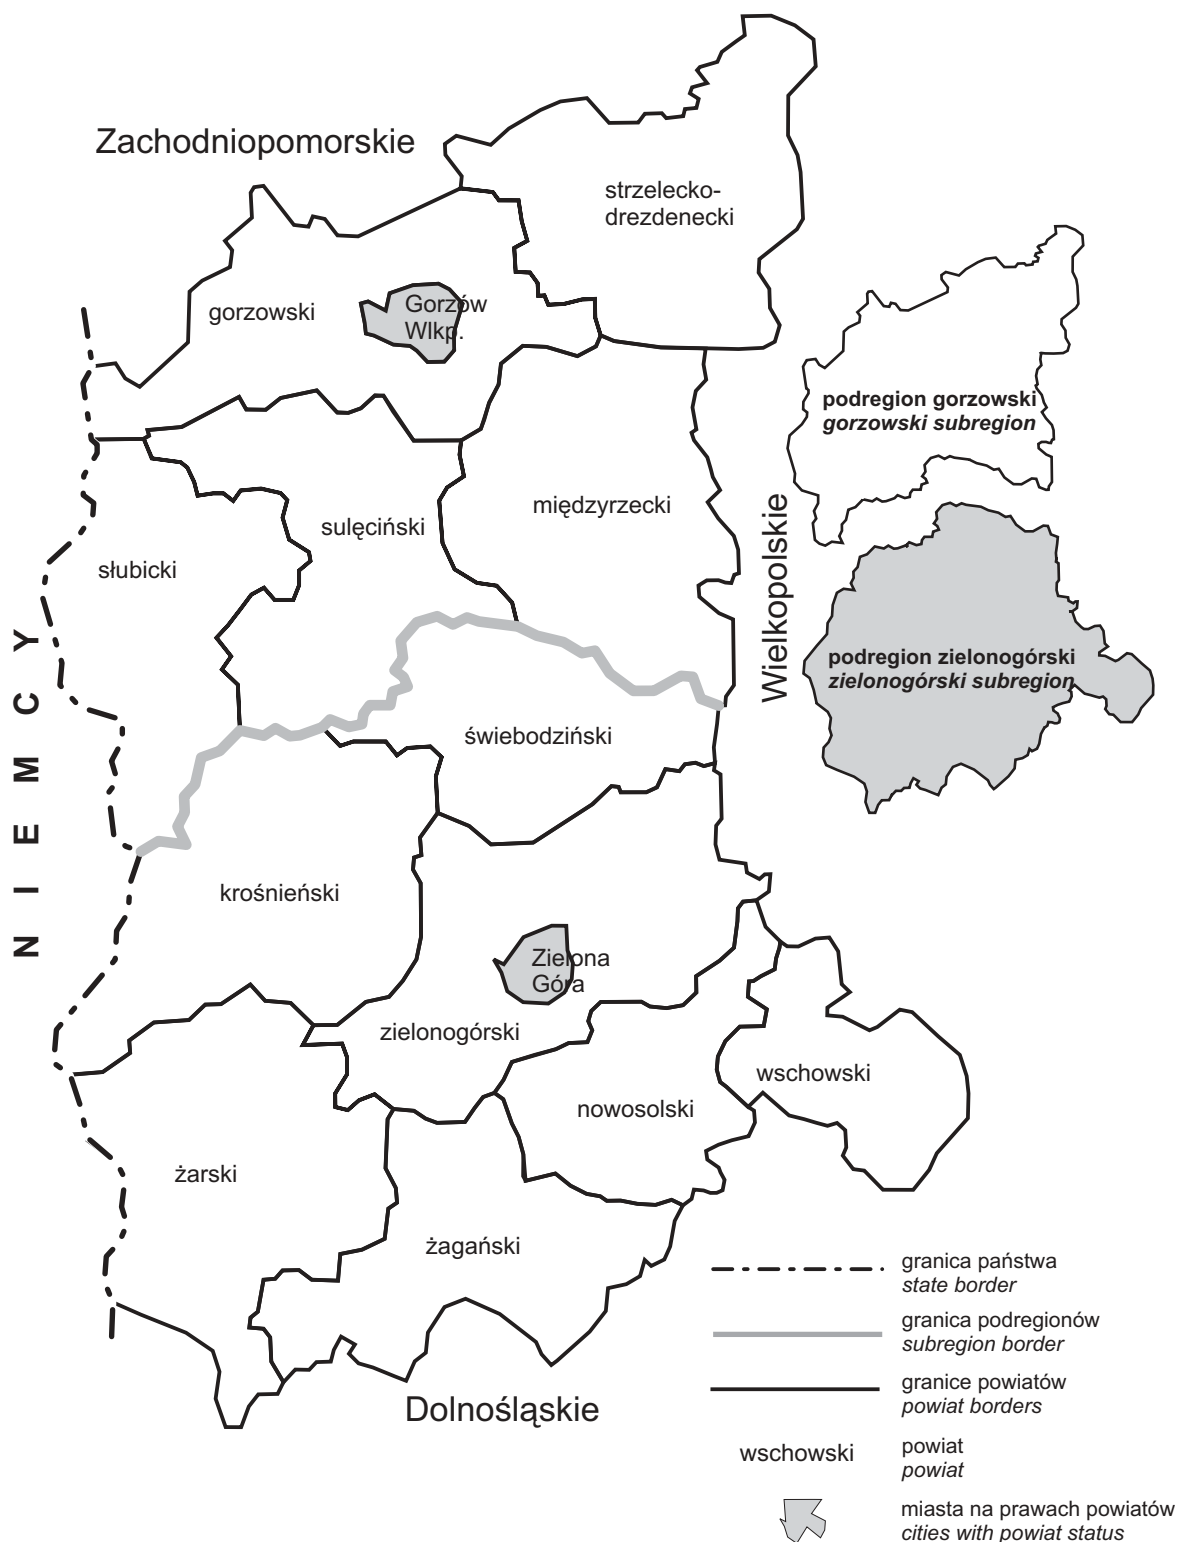 Zachodniopomorskie
strzelecko-
drezdenecki
gorzowski
Gorzów
Wlkp.
podregion gorzowski
gorzowski subregion
międzyrzecki
sulęciński
słubicki
Wielkopolskie
NIEMCY
podregion zielonogórski
zielonogórski subregion
świebodziński
krośnieński
Zielona
Góra
zielonogórski
wschowski
nowosolski
żarski
żagański
Dolnośląskie
granica państwa
state border
granica podregionów
subregion border
granice powiatów
powiat borders
wschowski
powiat
powiat
miasta na prawach powiatów
cities with powiat status